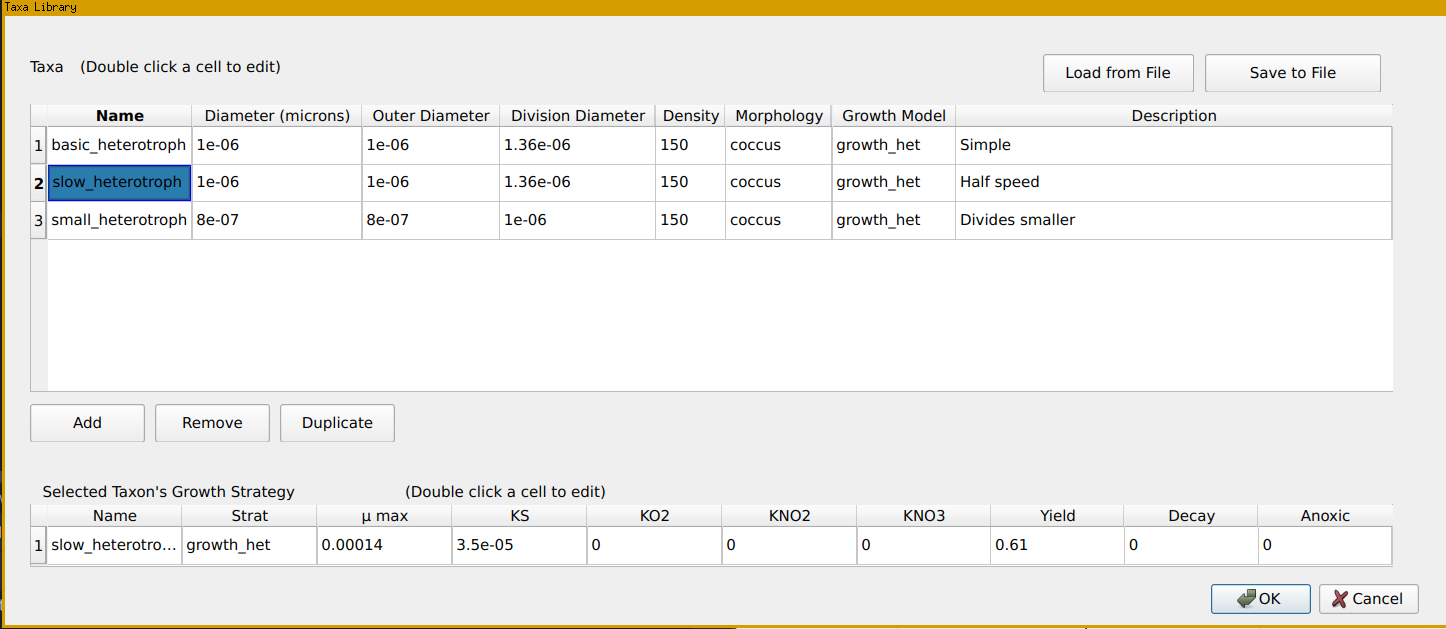 Taxa Library
Taxa (Double click a cell to edit)
Load from File Save to File
Name Diameter (microns) Outer Diameter Division Diameter Density Morphology Growth Model Description
1 basic_heterotroph 1e-06 1e-06 1.36e-06 150 coccus growth_het Simple
2 slow_heterotroph 1e-06 1e-06 1.36e-06 150 coccus growth_het Half speed
3 small_heterotroph 8e-07 8e-07 1e-06 150 coccus growth_het Divides smaller
Add Remove Duplicate
Selected Taxon's Growth Strategy (Double click a cell to edit)
Name Strat μ max KS KO2 KNO2 KNO3 Yield Decay Anoxic
1 slow_heterotro... growth_het 0.00014 3.5e-05 0 0 0 0.61 0 0
OK Cancel